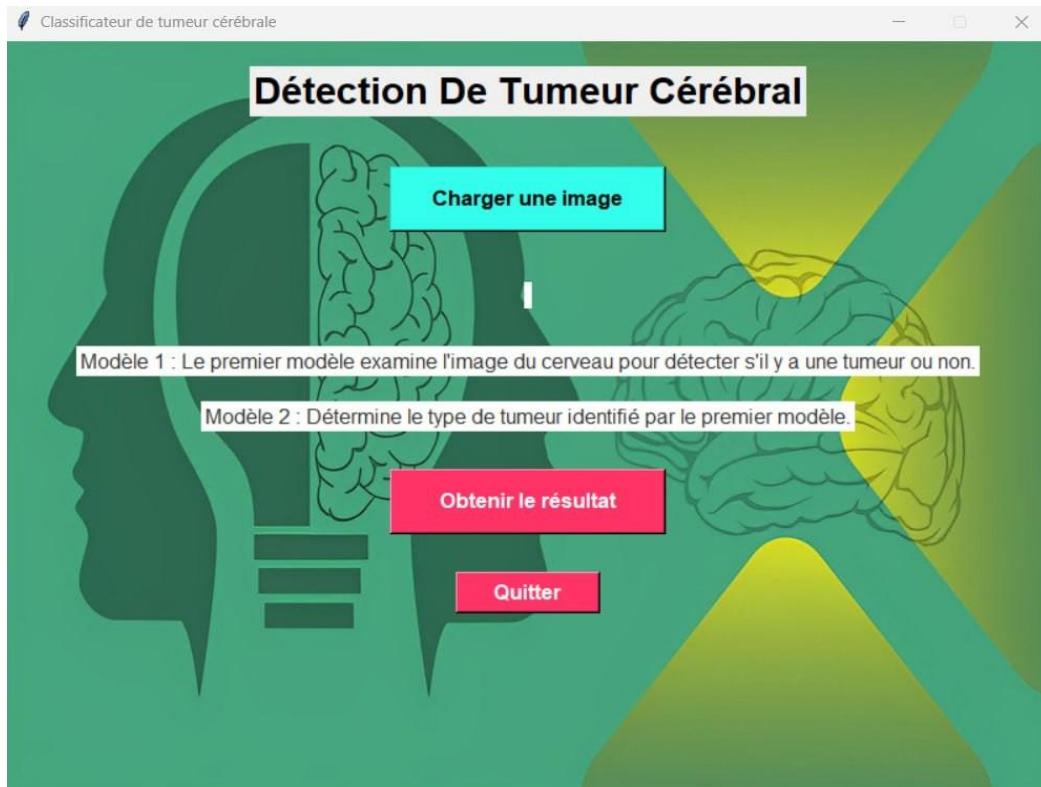 Classificateur de tumeur cérébrale
Détection De Tumeur Cérébral
Charger une image
Modèle 1 : Le premier modèle examine l'image du cerveau pour détecter s'il y a une tumeur ou non.
Modèle 2 : Détermine le type de tumeur identifié par le premier modèle.
Obtenir le résultat
Quitter